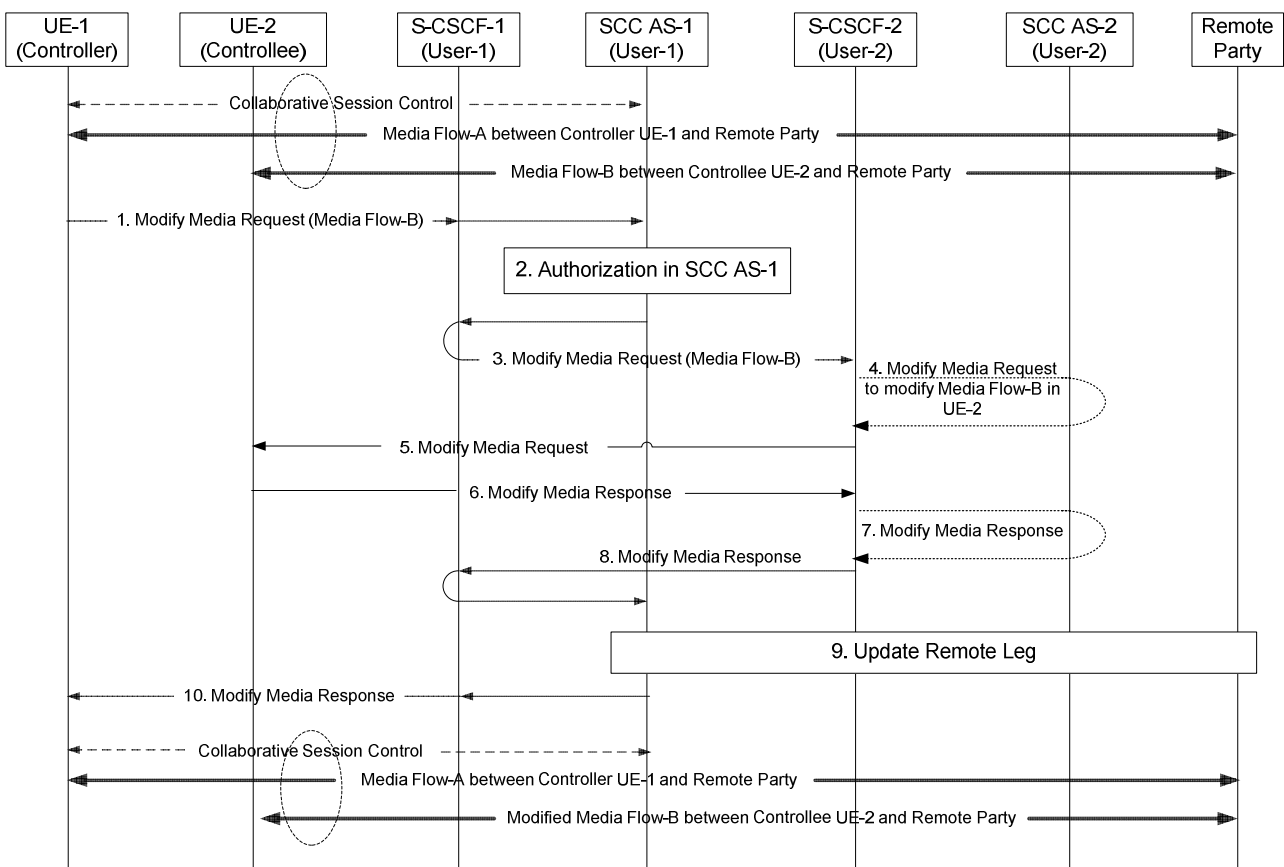 UE-1
(Controller)
UE-2
(Controllee)
S-CSCF-1
(User-1)
SCC AS-1
(User-1)
S-CSCF-2
(User-2)
SCC AS-2
(User-2)
Remote
Party
Collaborative Session Control
Media Flow-A between Controller UE-1 and Remote Party
Media Flow-B between Controllee UE-2 and Remote Party
1. Modify Media Request (Media Flow-B)
2. Authorization in SCC AS-1
3. Modify Media Request (Media Flow-B)
4. Modify Media Request
to modify Media Flow-B in
UE-2
5. Modify Media Request
6. Modify Media Response
7. Modify Media Response
8. Modify Media Response
9. Update Remote Leg
10. Modify Media Response
Collaborative Session Control
Media Flow-A between Controller UE-1 and Remote Party
Modified Media Flow-B between Controllee UE-2 and Remote Party